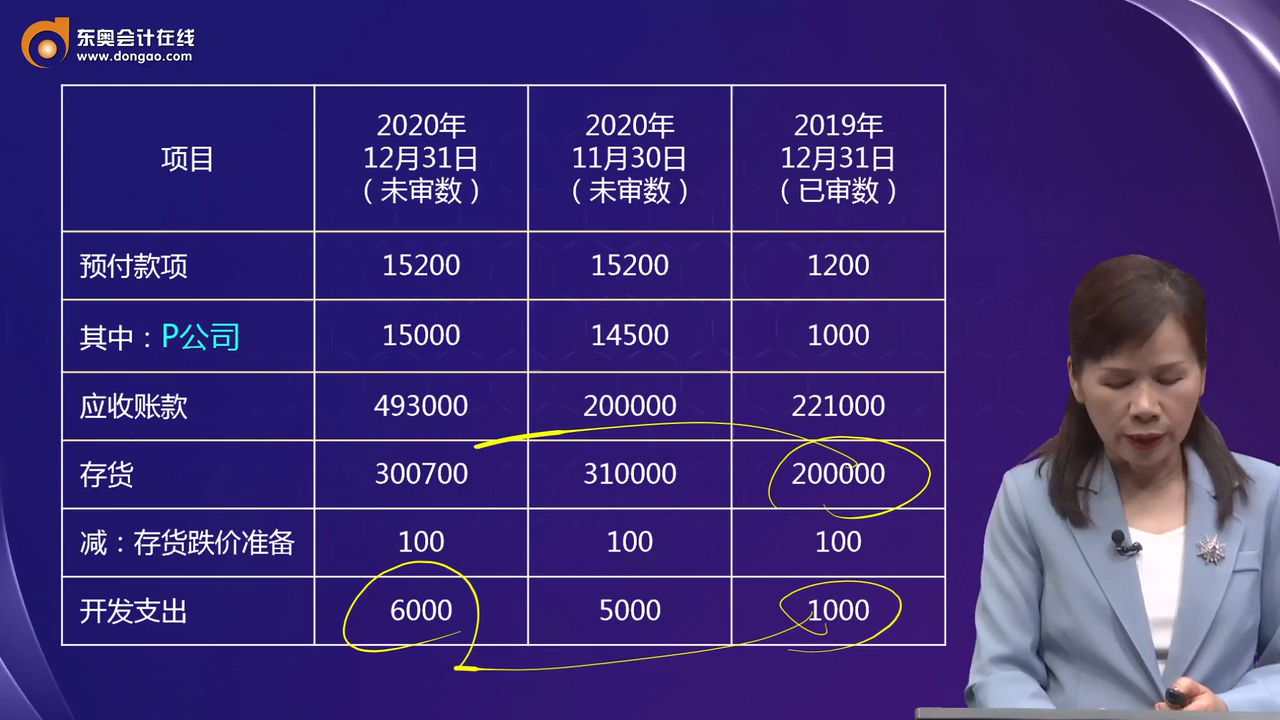 东奥会计在线
www.dongao.com
项目
2020年
12月31日
（未审数）
2020年
11月30日
（未审数）
2019年
12月31日
（已审数）
预付款项 15200 15200 1200
其中：P公司 15000 14500 1000
应收账款 493000 200000 221000
存货 300700 310000 200000
减：存货跌价准备 100 100 100
开发支出 6000 5000 1000